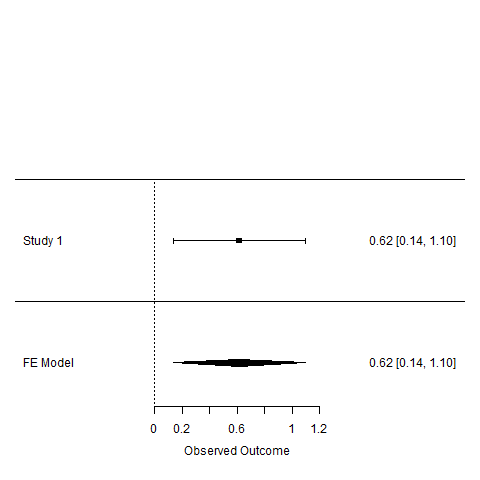 Study 1 0.62 [0.14, 1.10]
FE Model 0.62 [0.14, 1.10]
0 0.2 0.6 1 1.2
Observed Outcome